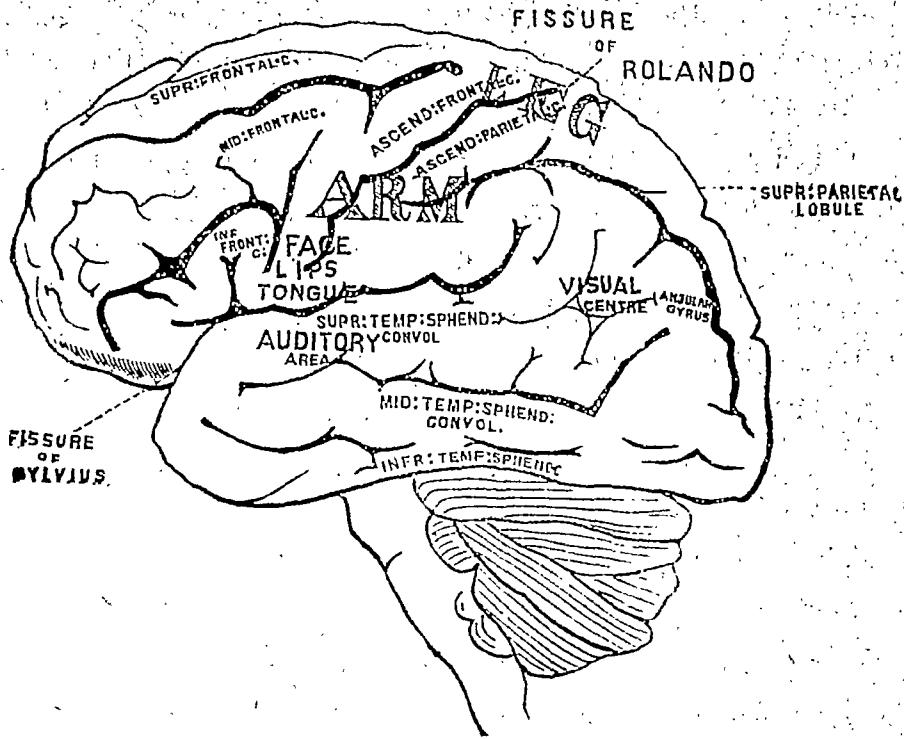 FISSURE
OF
ROLANDO
SUPR:FRONTAL.C.
MID:FRONTAL.C.
ASCEND:FRONTAL:C.
ASCEND:PARIETAL:C.
LEG
ARM
SUPR:PARIETAL
LOBULE
INF
FRONT:
C:
FACE
LIPS
TONGUE
VISUAL
CENTRE
ANGULAR
GYRUS
SUPR:TEMP:SPHEND:
CONVOL
AUDITORY
AREA
MID:TEMP:SPHEND:
CONVOL.
INFR:TEMP:SPHEND:
FISSURE
OF
SYLVIUS